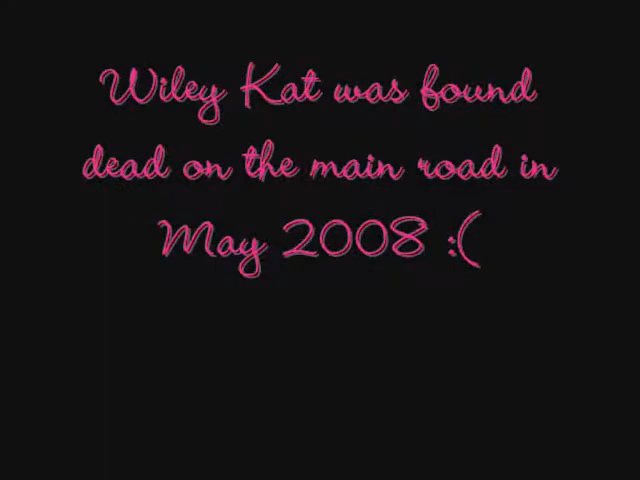 Wiley Kat was found
dead on the main road in
May 2008 :(